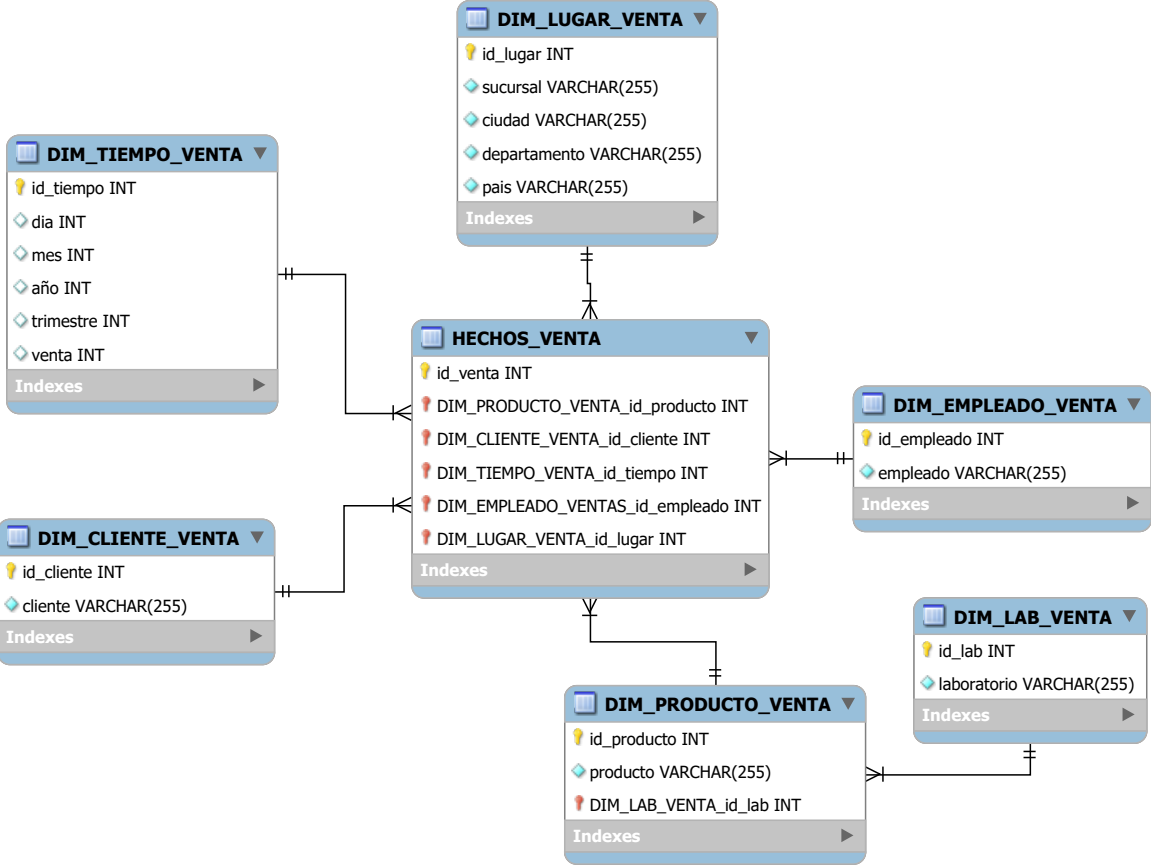 DIM_LUGAR_VENTA
id_lugar INT
sucursal VARCHAR(255)
ciudad VARCHAR(255)
departamento VARCHAR(255)
pais VARCHAR(255)
Indexes
DIM_TIEMPO_VENTA
id_tiempo INT
dia INT
mes INT
año INT
trimestre INT
venta INT
Indexes
HECHOS_VENTA
id_venta INT
DIM_PRODUCTO_VENTA_id_producto INT
DIM_CLIENTE_VENTA_id_cliente INT
DIM_TIEMPO_VENTA_id_tiempo INT
DIM_EMPLEADO_VENTAS_id_empleado INT
DIM_LUGAR_VENTA_id_lugar INT
Indexes
DIM_EMPLEADO_VENTA
id_empleado INT
empleado VARCHAR(255)
Indexes
DIM_CLIENTE_VENTA
id_cliente INT
cliente VARCHAR(255)
Indexes
DIM_LAB_VENTA
id_lab INT
laboratorio VARCHAR(255)
Indexes
DIM_PRODUCTO_VENTA
id_producto INT
producto VARCHAR(255)
DIM_LAB_VENTA_id_lab INT
Indexes